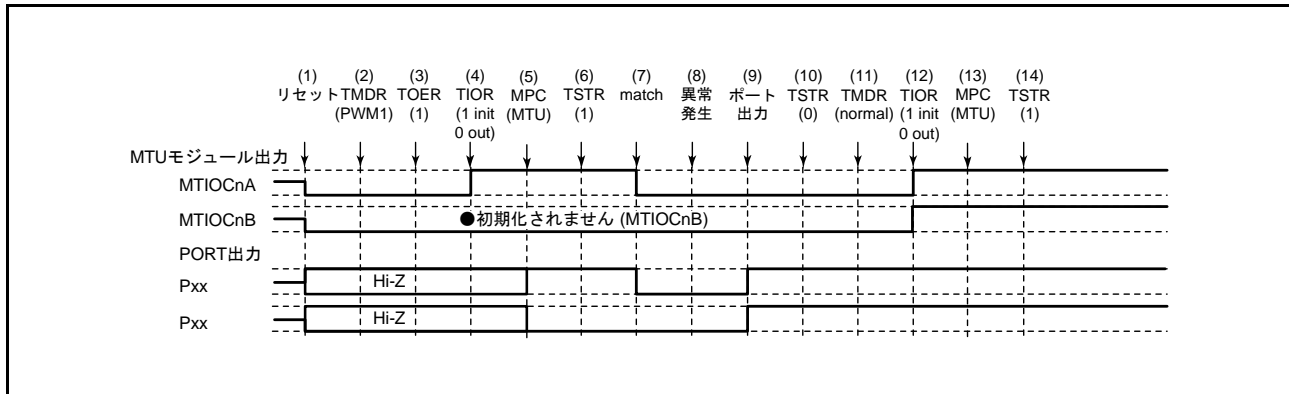 (1) (2) (3) (4) (5) (6) (7) (8) (9) (10) (11) (12) (13) (14)
リセット TMDR TOER TIOR MPC TSTR match 異常 ポート TSTR TMDR TIOR MPC TSTR
(PWM1) (1) (1 init (MTU) (1) 発生 出力 (0) (normal) (1 init (MTU) (1)
0 out) 0 out)
MTUモジュール出力
MTIOCnA
MTIOCnB ●初期化されません (MTIOCnB)
PORT出力
Pxx Hi-Z
Pxx Hi-Z